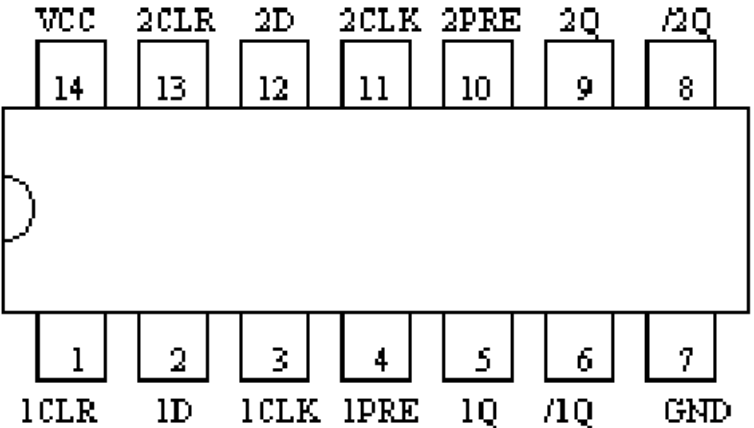 VCC 2CLR 2D 2CLK 2PRE 2Q /2Q
14 13 12 11 10 9 8
1 2 3 4 5 6 7
1CLR 1D 1CLK 1PRE 1Q /1Q GND